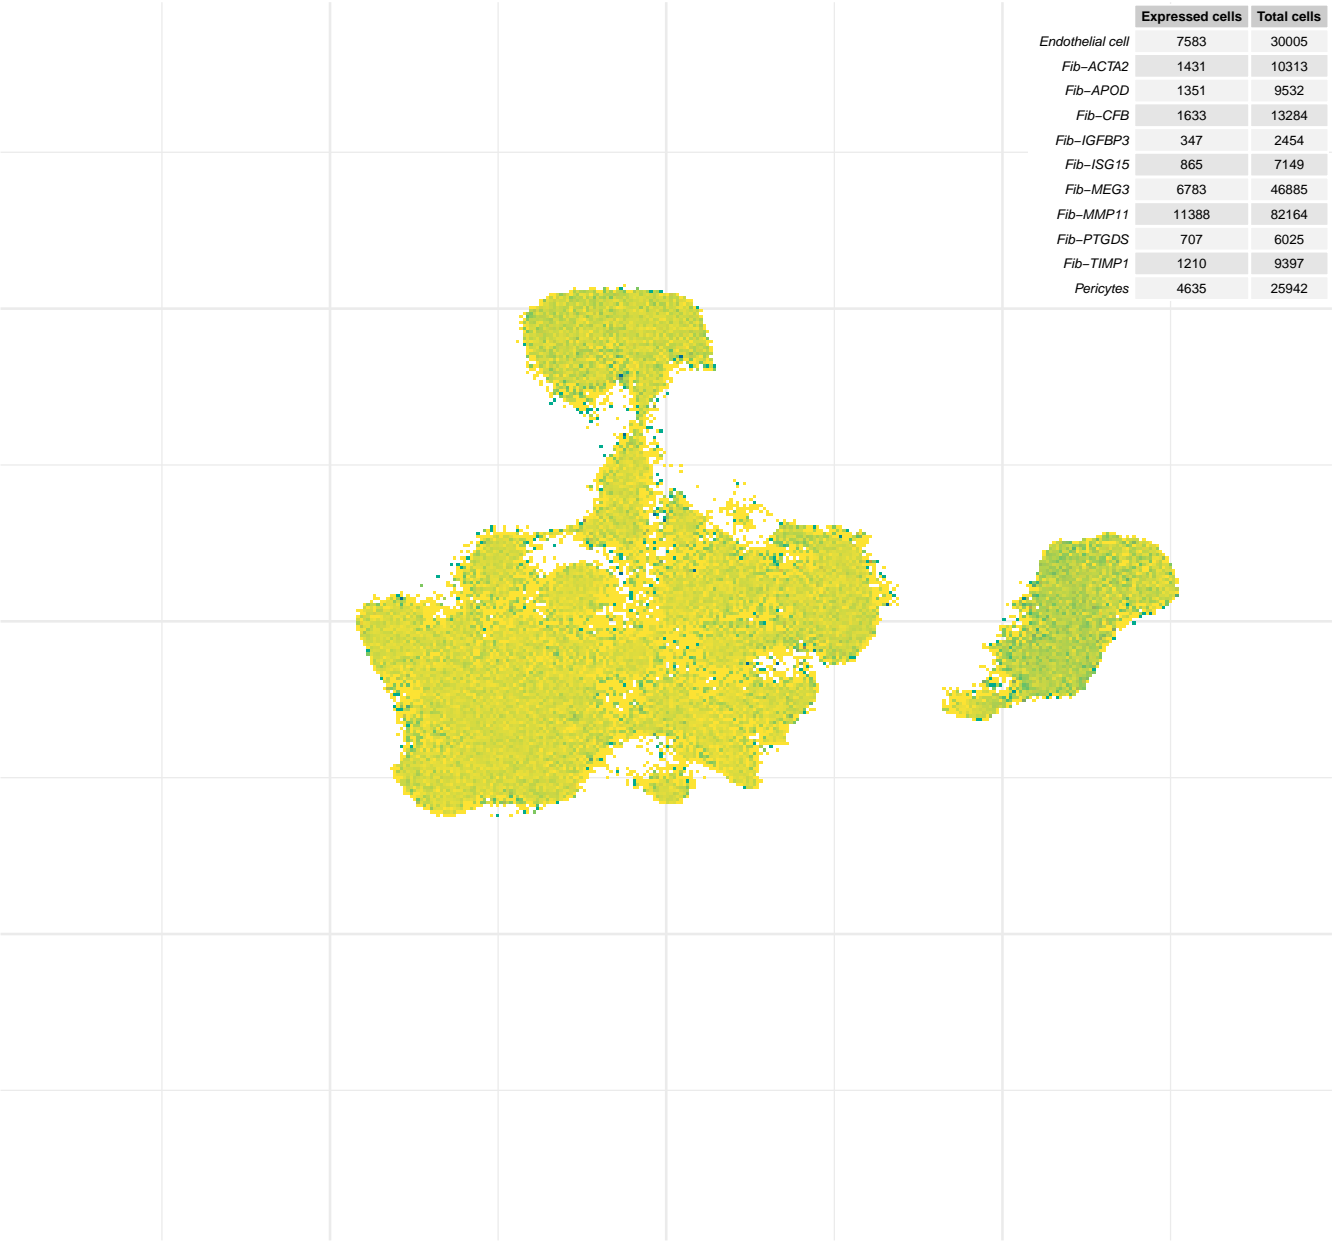 Expressed cells Total cells
Endothelial cell 7583 30005
Fib−ACTA2 1431 10313
Fib−APOD 1351 9532
Fib−CFB 1633 13284
Fib−IGFBP3 347 2454
Fib−ISG15 865 7149
Fib−MEG3 6783 46885
Fib−MMP11 11388 82164
Fib−PTGDS 707 6025
Fib−TIMP1 1210 9397
Pericytes 4635 25942